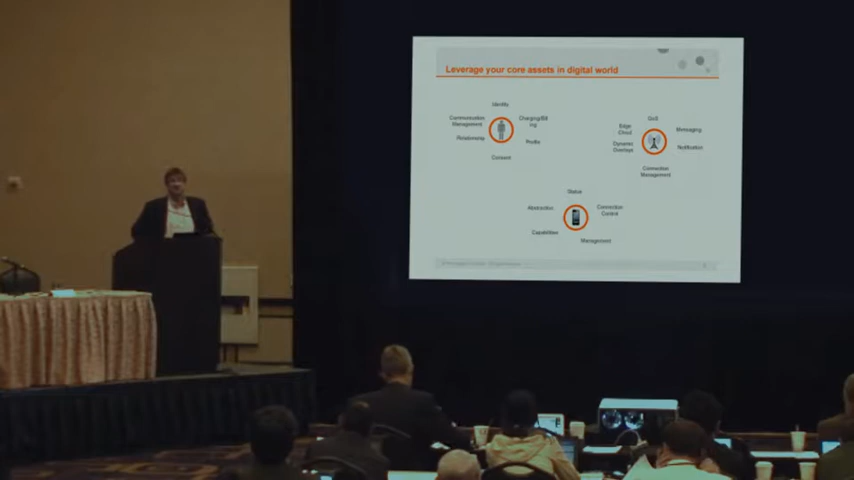 Leverage your core assets in digital world
Identity
Communication
Management
Charging/Bill
ing
Relationship
Profile
Consent
QoS
Edge
Cloud
Messaging
Dynamic
Overlays
Notification
Connection
Management
Status
Abstraction
Connection
Control
Capabilities
Management